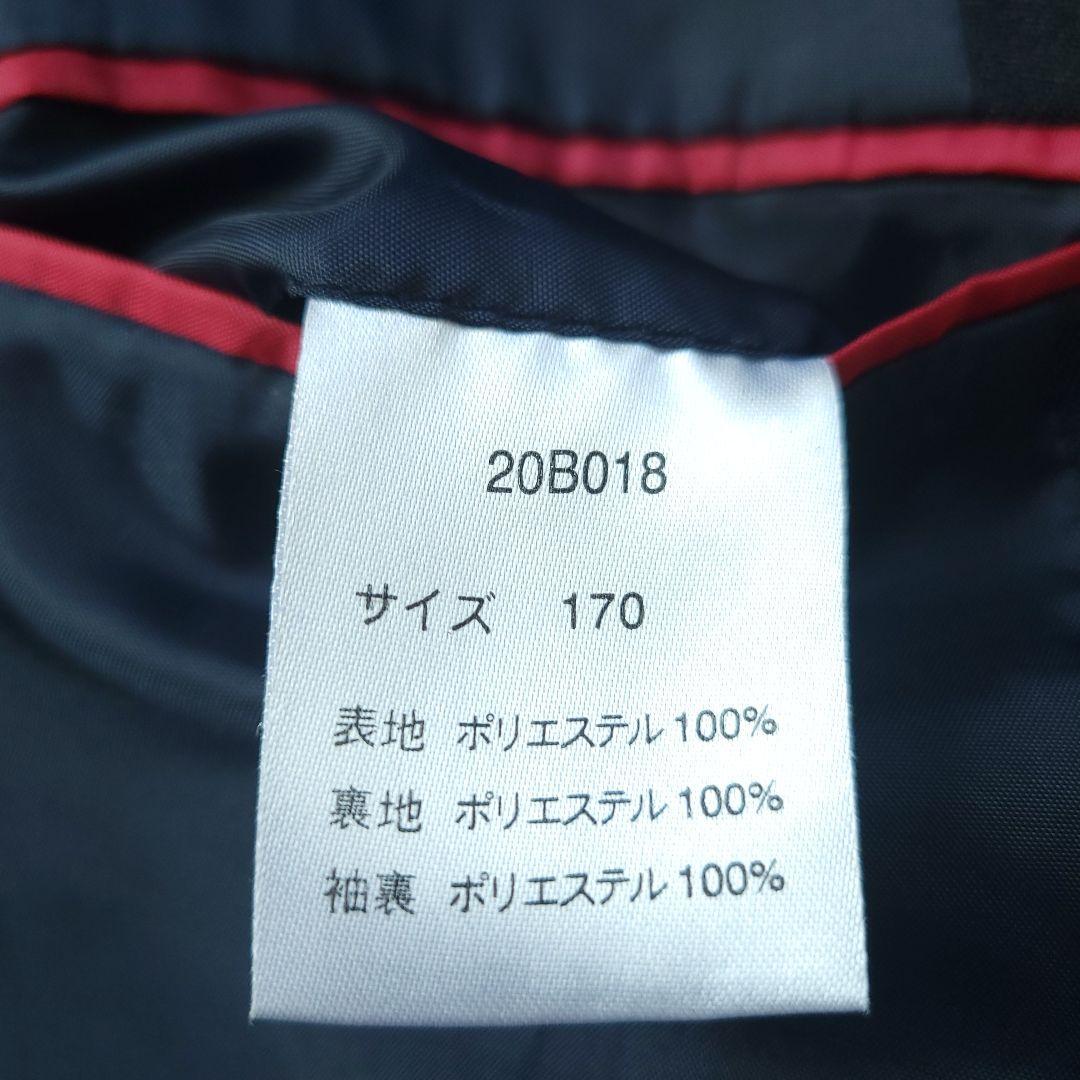 20B018
サイズ 170
表地 ポリエステル100%
裏地 ポリエステル100%
袖裏 ポリエステル100%